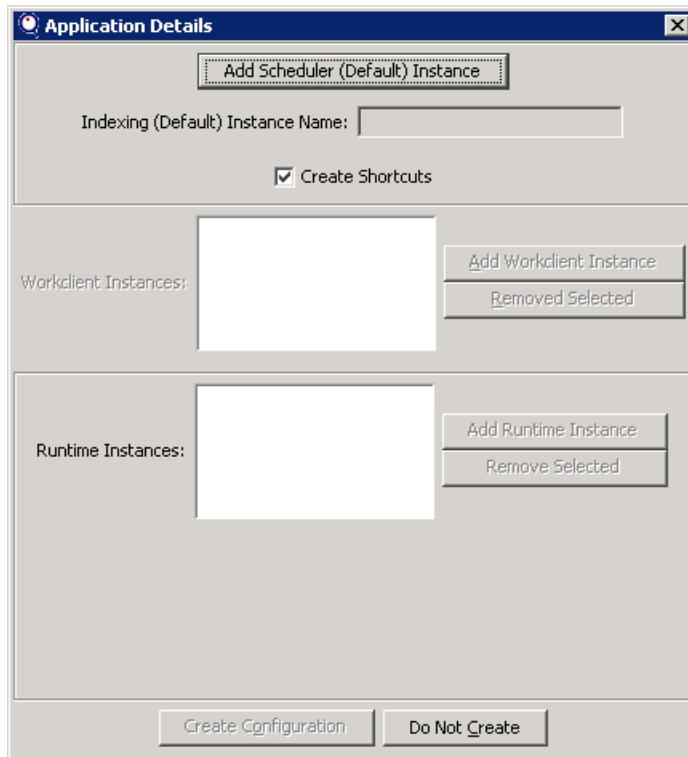 Application Details
Add Scheduler (Default) Instance
Indexing (Default) Instance Name:
Create Shortcuts
Workclient Instances:
Add Workclient Instance
Removed Selected
Runtime Instances:
Add Runtime Instance
Remove Selected
Create Configuration
Do Not Create